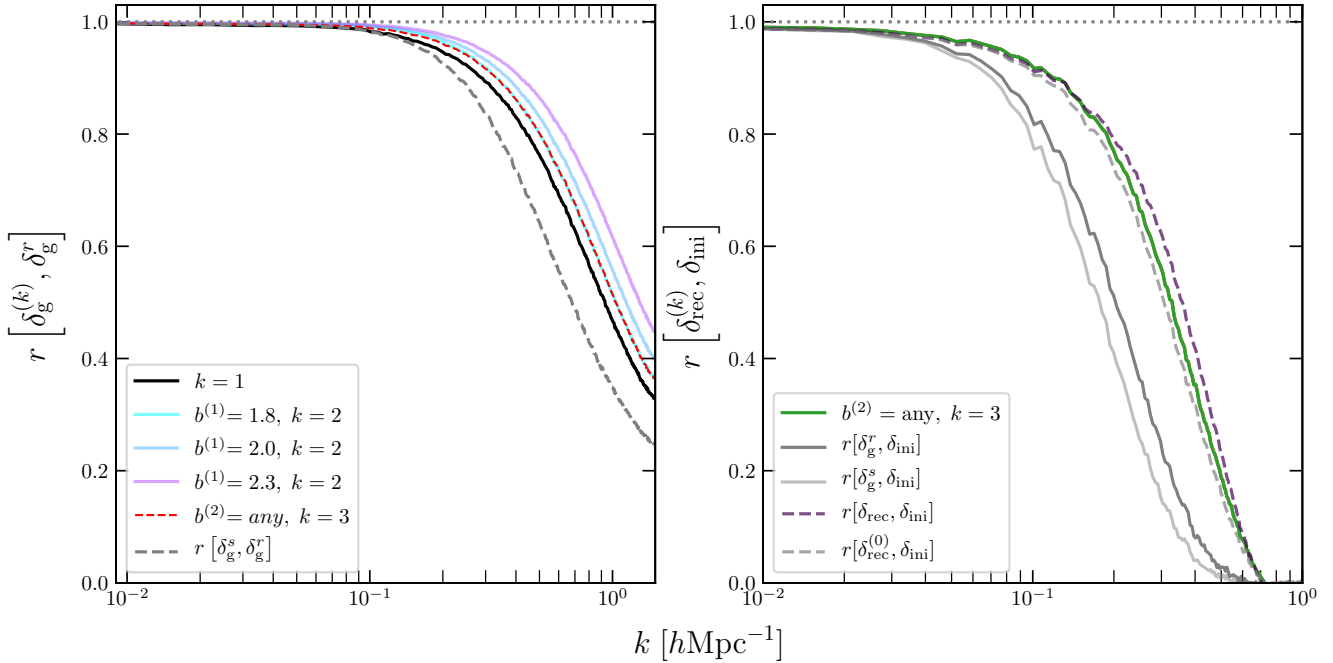 r [δ_g^(k), δ_g^r]
1.0
0.8
0.6
0.4
0.2
0.0
k = 1
b^(1)= 1.8, k = 2
b^(1)= 2.0, k = 2
b^(1)= 2.3, k = 2
b^(2)= any, k = 3
r [δ_g^s, δ_g^r]
10^−2
10^−1
10^0
r [δ_rec^(k), δ_ini]
1.0
0.8
0.6
0.4
0.2
0.0
b^(2) = any, k = 3
r[δ_g^r, δ_ini]
r[δ_g^s, δ_ini]
r[δ_rec, δ_ini]
r[δ_rec^(0), δ_ini]
10^−2
10^−1
10^0
k [hMpc^−1]